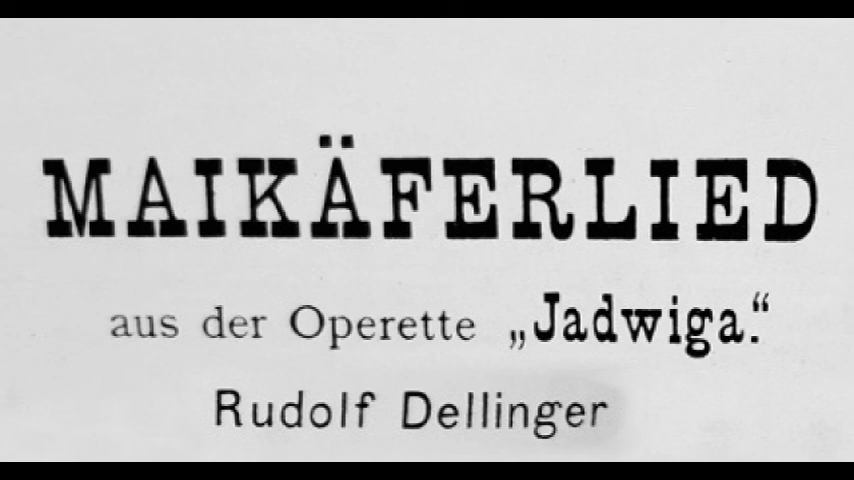 MAIKÄFERLIED
aus der Operette „Jadwiga.“
Rudolf Dellinger